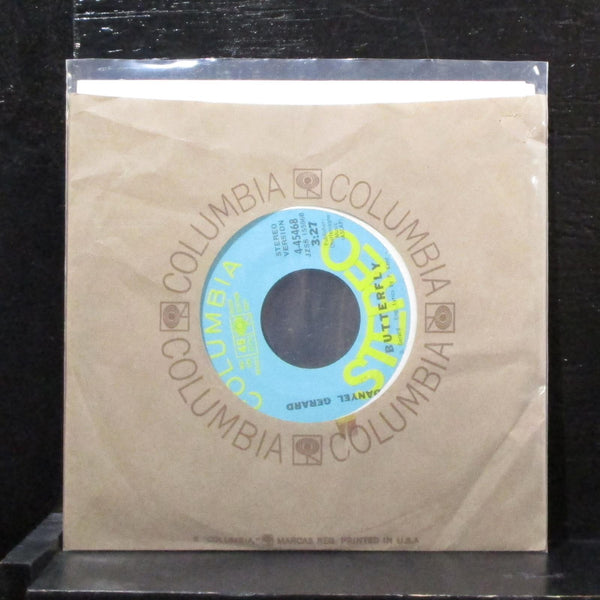 COLUMBIA
COLUMBIA
COLUMBIA
COLUMBIA
COLUMBIA
45
STEREO
VERSION
4-45468
3:27
STEREO
BUTTERFLY
DANYEL GERARD
"COLUMBIA," MARCAS REG. PRINTED IN U.S.A